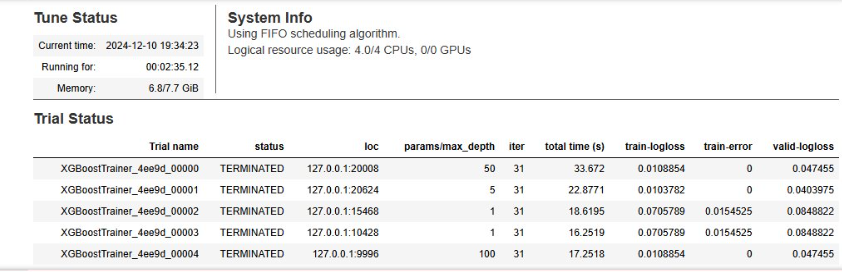 Tune Status
Current time: 2024-12-10 19:34:23
Running for: 00:02:35.12
Memory: 6.8/7.7 GiB
System Info
Using FIFO scheduling algorithm.
Logical resource usage: 4.0/4 CPUs, 0/0 GPUs
Trial Status
Trial name status loc params/max_depth iter total time (s) train-logloss train-error valid-logloss
XGBoostTrainer_4ee9d_00000 TERMINATED 127.0.0.1:20008 50 31 33.672 0.0108854 0 0.047455
XGBoostTrainer_4ee9d_00001 TERMINATED 127.0.0.1:20624 5 31 22.8771 0.0103782 0 0.0403975
XGBoostTrainer_4ee9d_00002 TERMINATED 127.0.0.1:15468 1 31 18.6195 0.0705789 0.0154525 0.0848822
XGBoostTrainer_4ee9d_00003 TERMINATED 127.0.0.1:10428 1 31 16.2519 0.0705789 0.0154525 0.0848822
XGBoostTrainer_4ee9d_00004 TERMINATED 127.0.0.1:9996 100 31 17.2518 0.0108854 0 0.047455